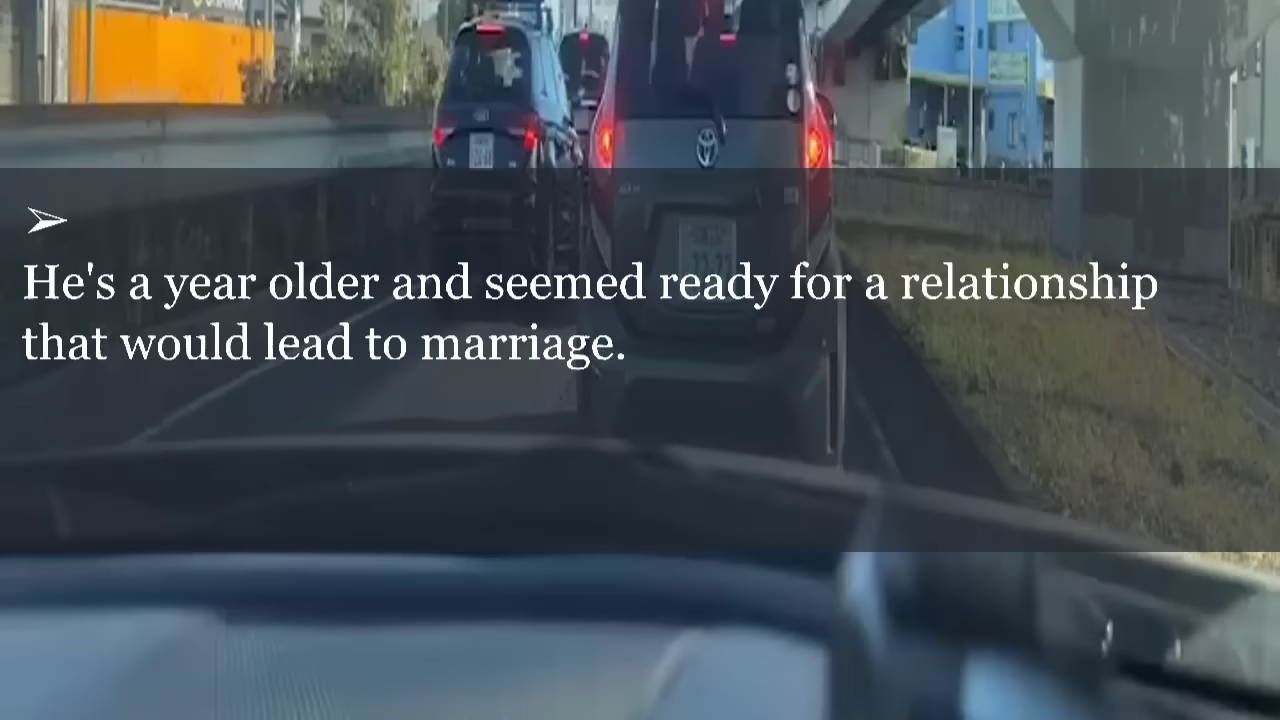 He's a year older and seemed ready for a relationship
that would lead to marriage.